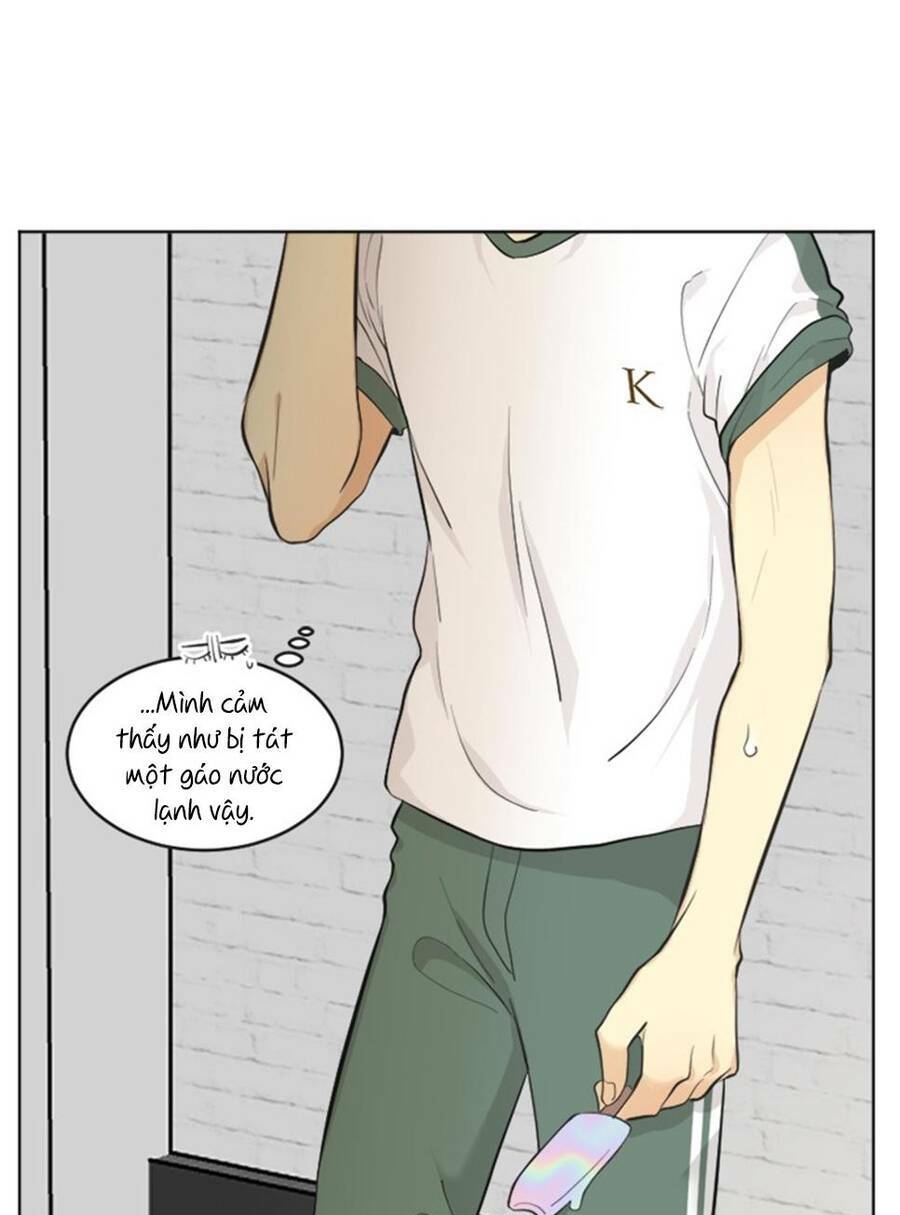 K
...Mình cảm
thấy như bị tát
một gáo nước
lạnh vậy.